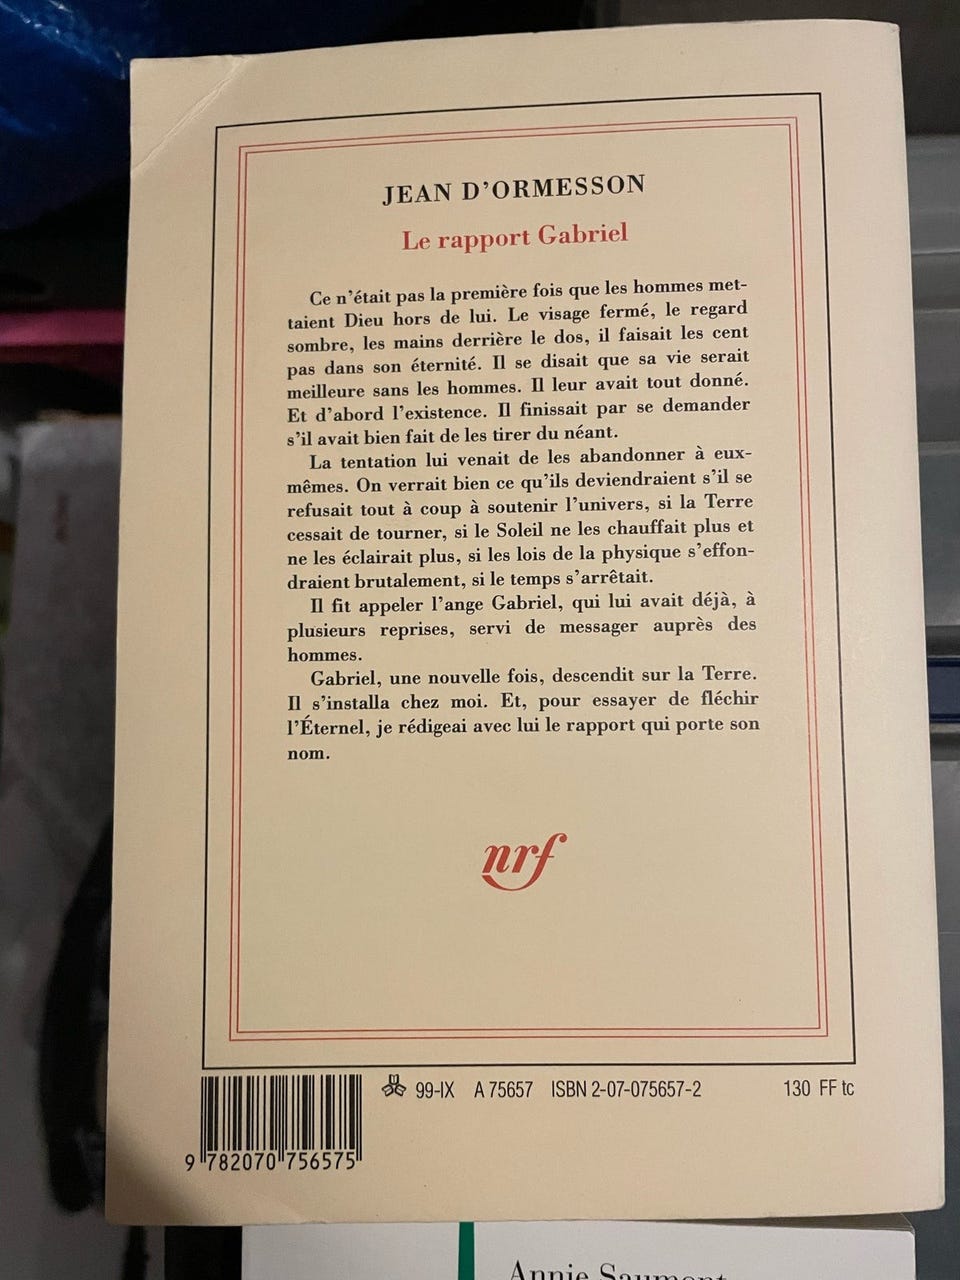 JEAN D'ORMESSON
Le rapport Gabriel
Ce n'était pas la première fois que les hommes met-
taient Dieu hors de lui. Le visage fermé, le regard
sombre, les mains derrière le dos, il faisait les cent
pas dans son éternité. Il se disait que sa vie serait
meilleure sans les hommes. Il leur avait tout donné.
Et d'abord l'existence. Il finissait par se demander
s'il avait bien fait de les tirer du néant.
La tentation lui venait de les abandonner à eux-
mêmes. On verrait bien ce qu'ils deviendraient s'il se
refusait tout à coup à soutenir l'univers, si la Terre
cessait de tourner, si le Soleil ne les chauffait plus et
ne les éclairait plus, si les lois de la physique s'effon-
draient brutalement, si le temps s'arrêtait.
Il fit appeler l'ange Gabriel, qui lui avait déjà, à
plusieurs reprises, servi de messager auprès des
hommes.
Gabriel, une nouvelle fois, descendit sur la Terre.
Il s'installa chez moi. Et, pour essayer de fléchir
l'Éternel, je rédigeai avec lui le rapport qui porte son
nom.
nrf
99-IX A 75657 ISBN 2-07-075657-2 130 FF tc
9 782070 756575
Annie Saumont